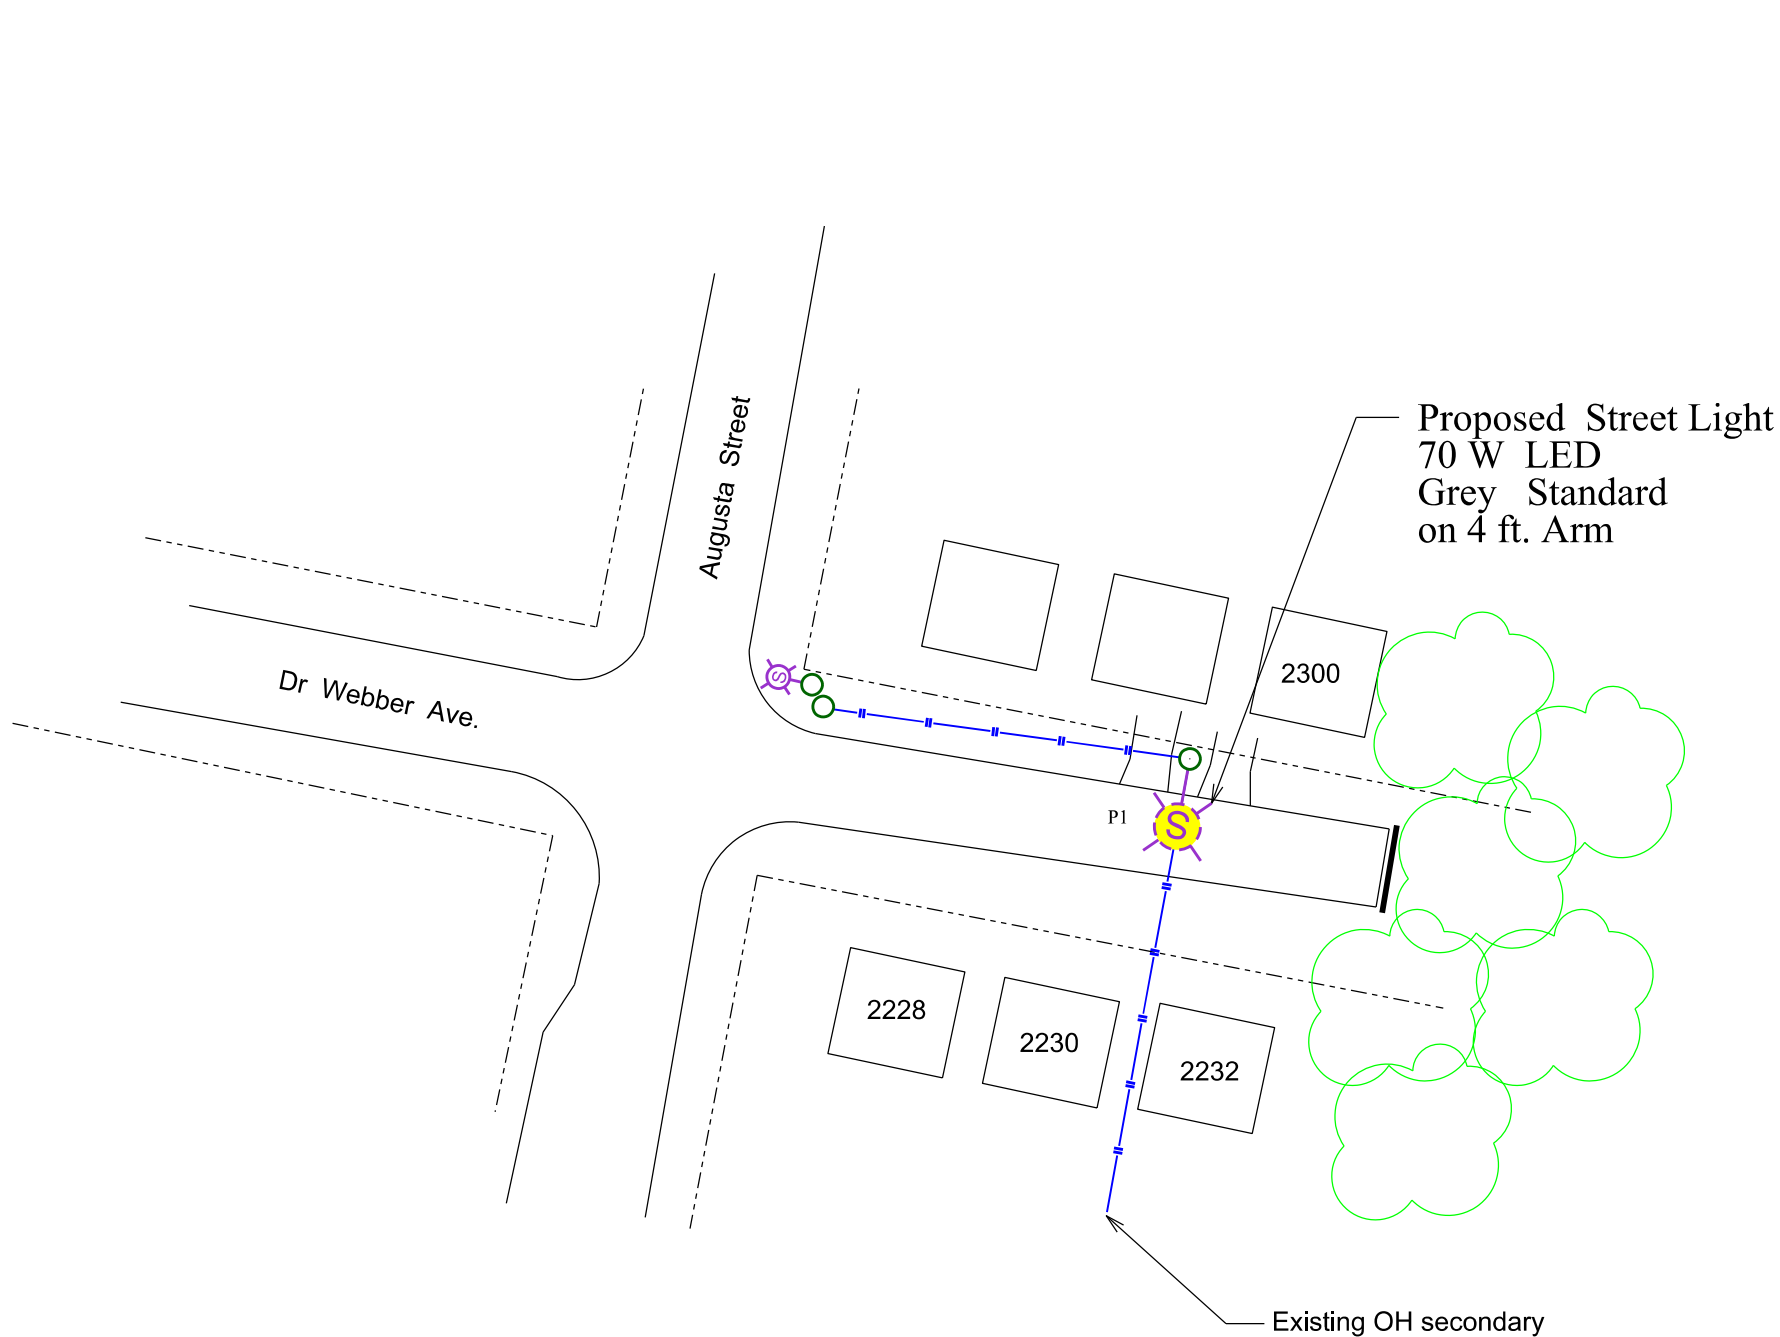 Augusta Street
Proposed Street Light
70 W LED
Grey Standard
on 4 ft. Arm
Dr Webber Ave.
S
2300
P1
S
2228
2230
2232
Existing OH secondary